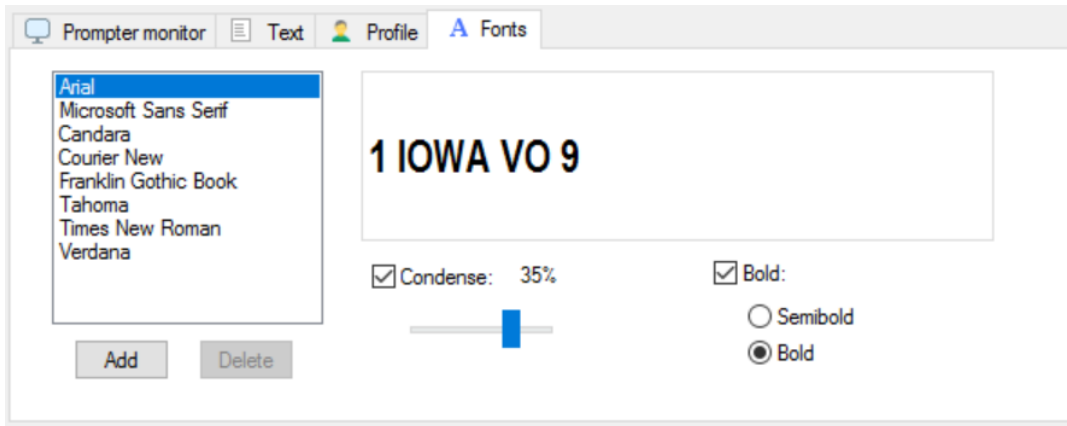 Prompter monitor Text Profile A Fonts
Arial
Microsoft Sans Serif
Candara
Courier New
Franklin Gothic Book
Tahoma
Times New Roman
Verdana
Add Delete
1 IOWA VO 9
Condense: 35%
Bold:
Semibold
Bold